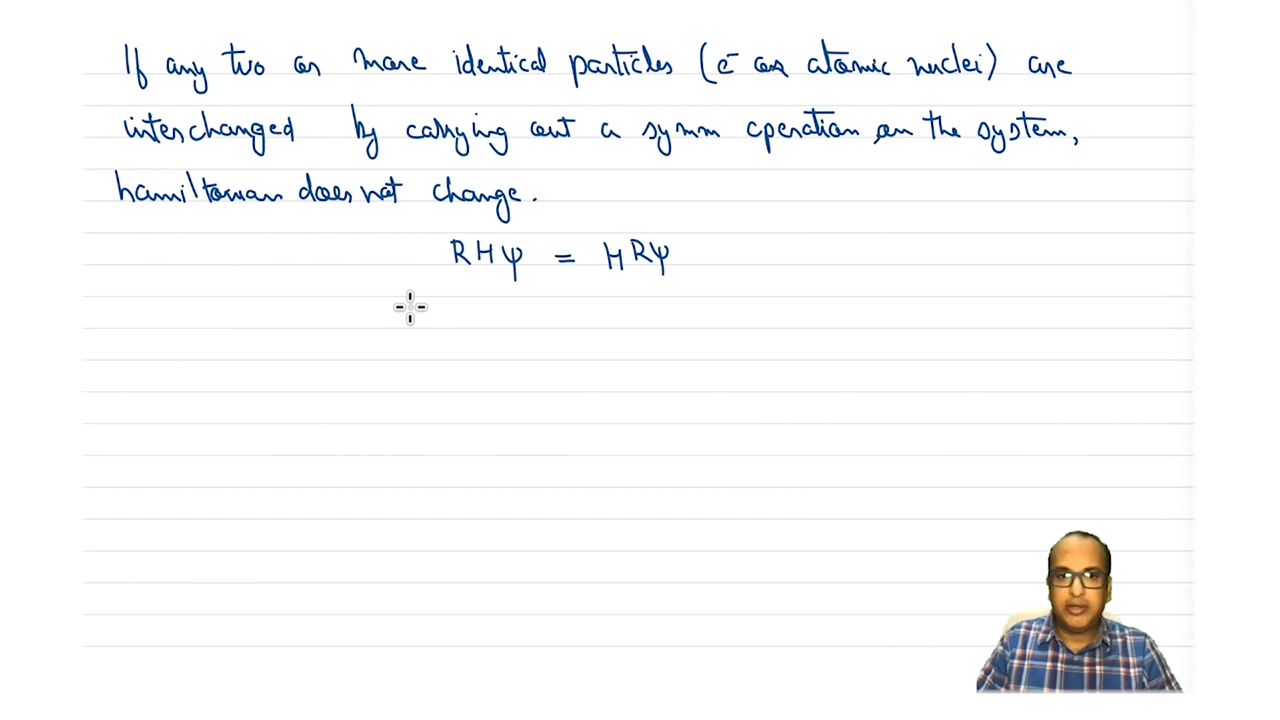 If any two or more identical particles (e⁻ or atomic nuclei) are
interchanged by carrying out a symm operation on the system,
hamiltonian does not change.
RHψ = HRψ